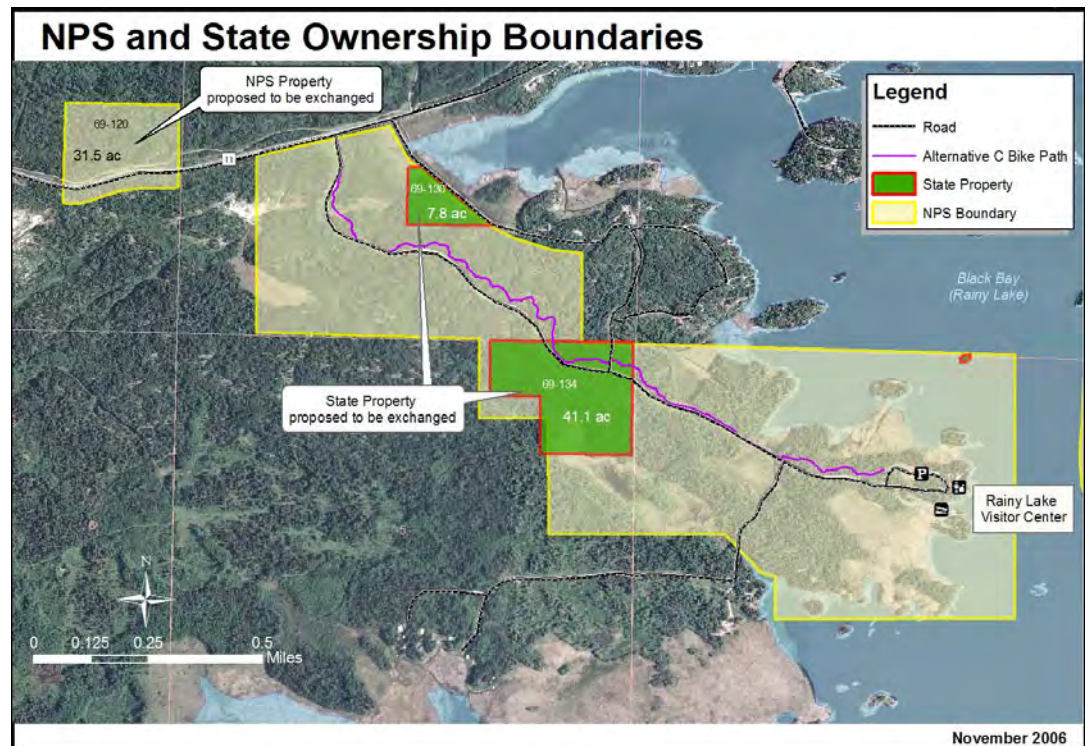 NPS and State Ownership Boundaries
NPS Property
proposed to be exchanged
69-120
31.5 ac
11
69-130
7.8 ac
Legend
Road
Alternative C Bike Path
State Property
NPS Boundary
Black Bay
(Rainy Lake)
State Property
proposed to be exchanged
69-134
41.1 ac
P
Rainy Lake
Visitor Center
N
0 0.125 0.25 0.5
Miles
November 2006